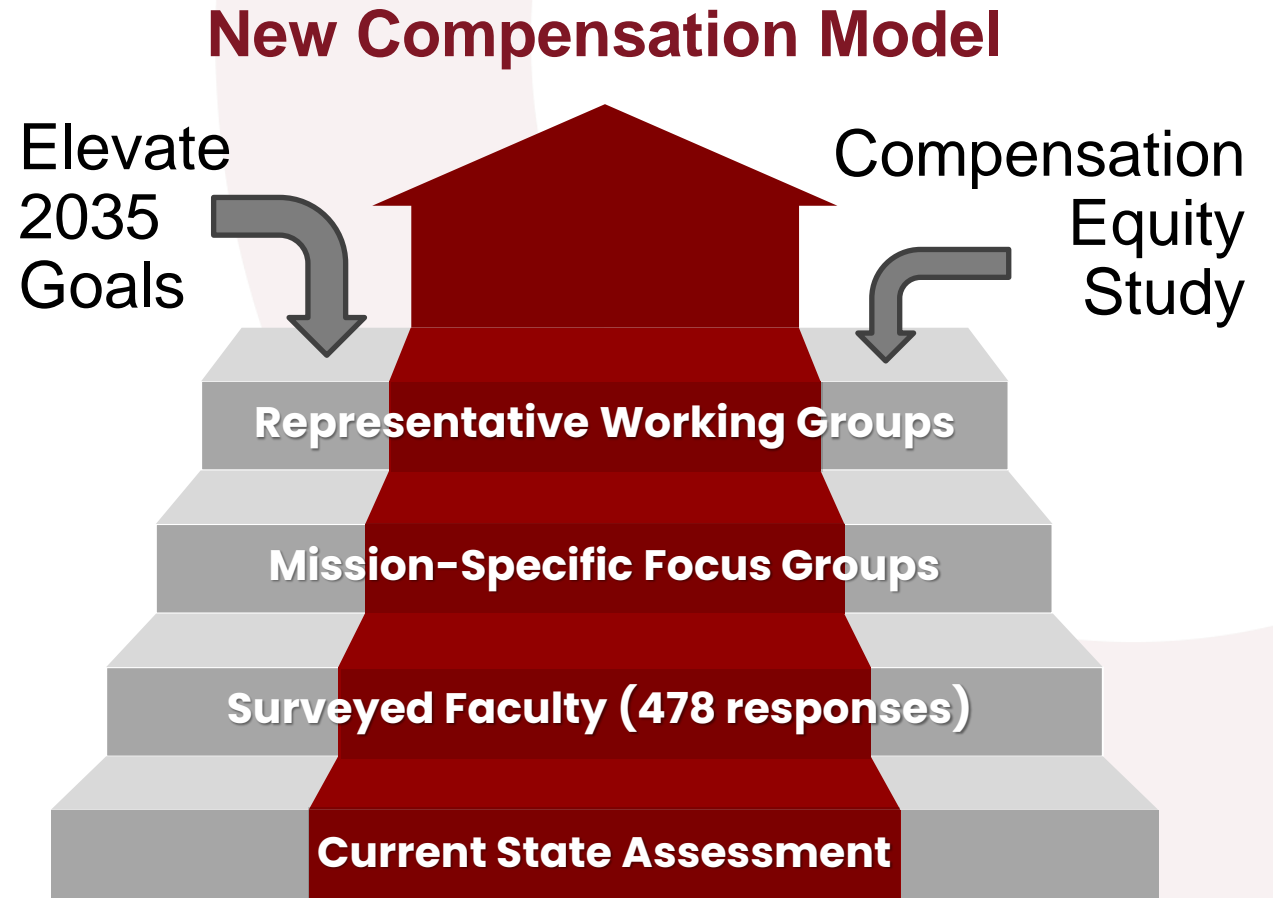 New Compensation Model
Elevate
2035
Goals
Compensation
Equity
Study
Representative Working Groups
Mission-Specific Focus Groups
Surveyed Faculty (478 responses)
Current State Assessment